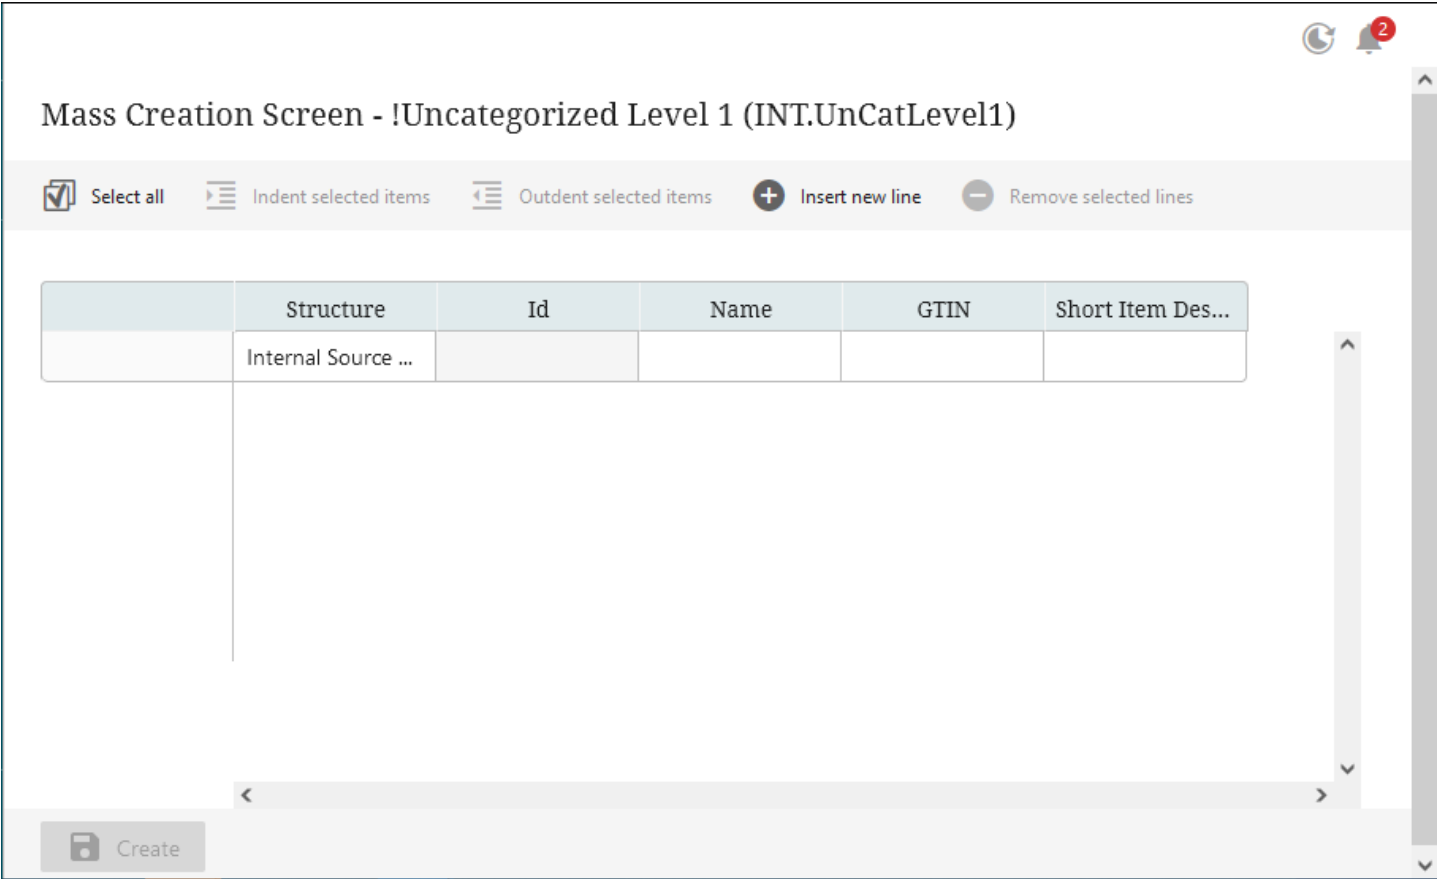 2
Mass Creation Screen - !Uncategorized Level 1 (INT.UnCatLevel1)
Select all Indent selected items Outdent selected items Insert new line Remove selected lines
Structure Id Name GTIN Short Item Des...
Internal Source ...
Create